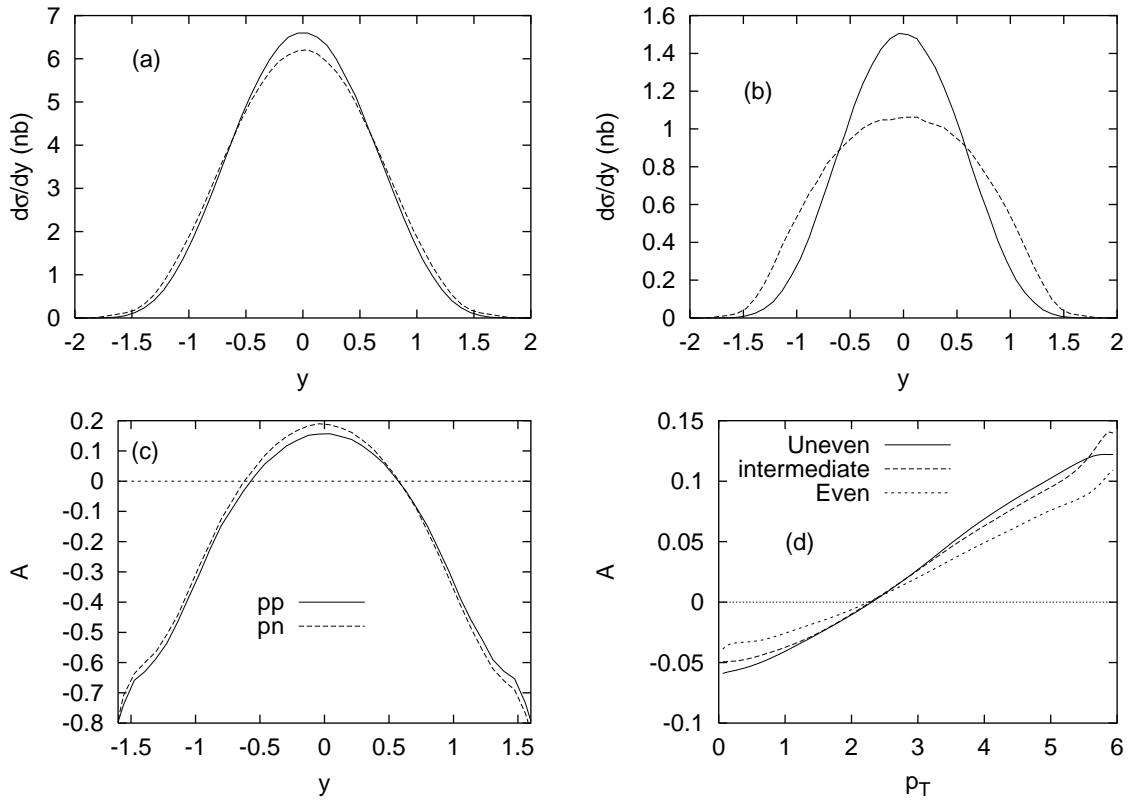 7
6
5
4
3
2
1
0
dσ/dy (nb)
(a)
-2 -1.5 -1 -0.5 0 0.5 1 1.5 2
y
1.6
1.4
1.2
1
0.8
0.6
0.4
0.2
0
dσ/dy (nb)
(b)
-2 -1.5 -1 -0.5 0 0.5 1 1.5 2
y
0.2
0.1
0
-0.1
-0.2
-0.3
-0.4
-0.5
-0.6
-0.7
-0.8
A
(c)
pp
pn
-1.5 -1 -0.5 0 0.5 1 1.5
y
0.15
0.1
0.05
0
-0.05
-0.1
A
Uneven
intermediate
Even
(d)
0 1 2 3 4 5 6
pT